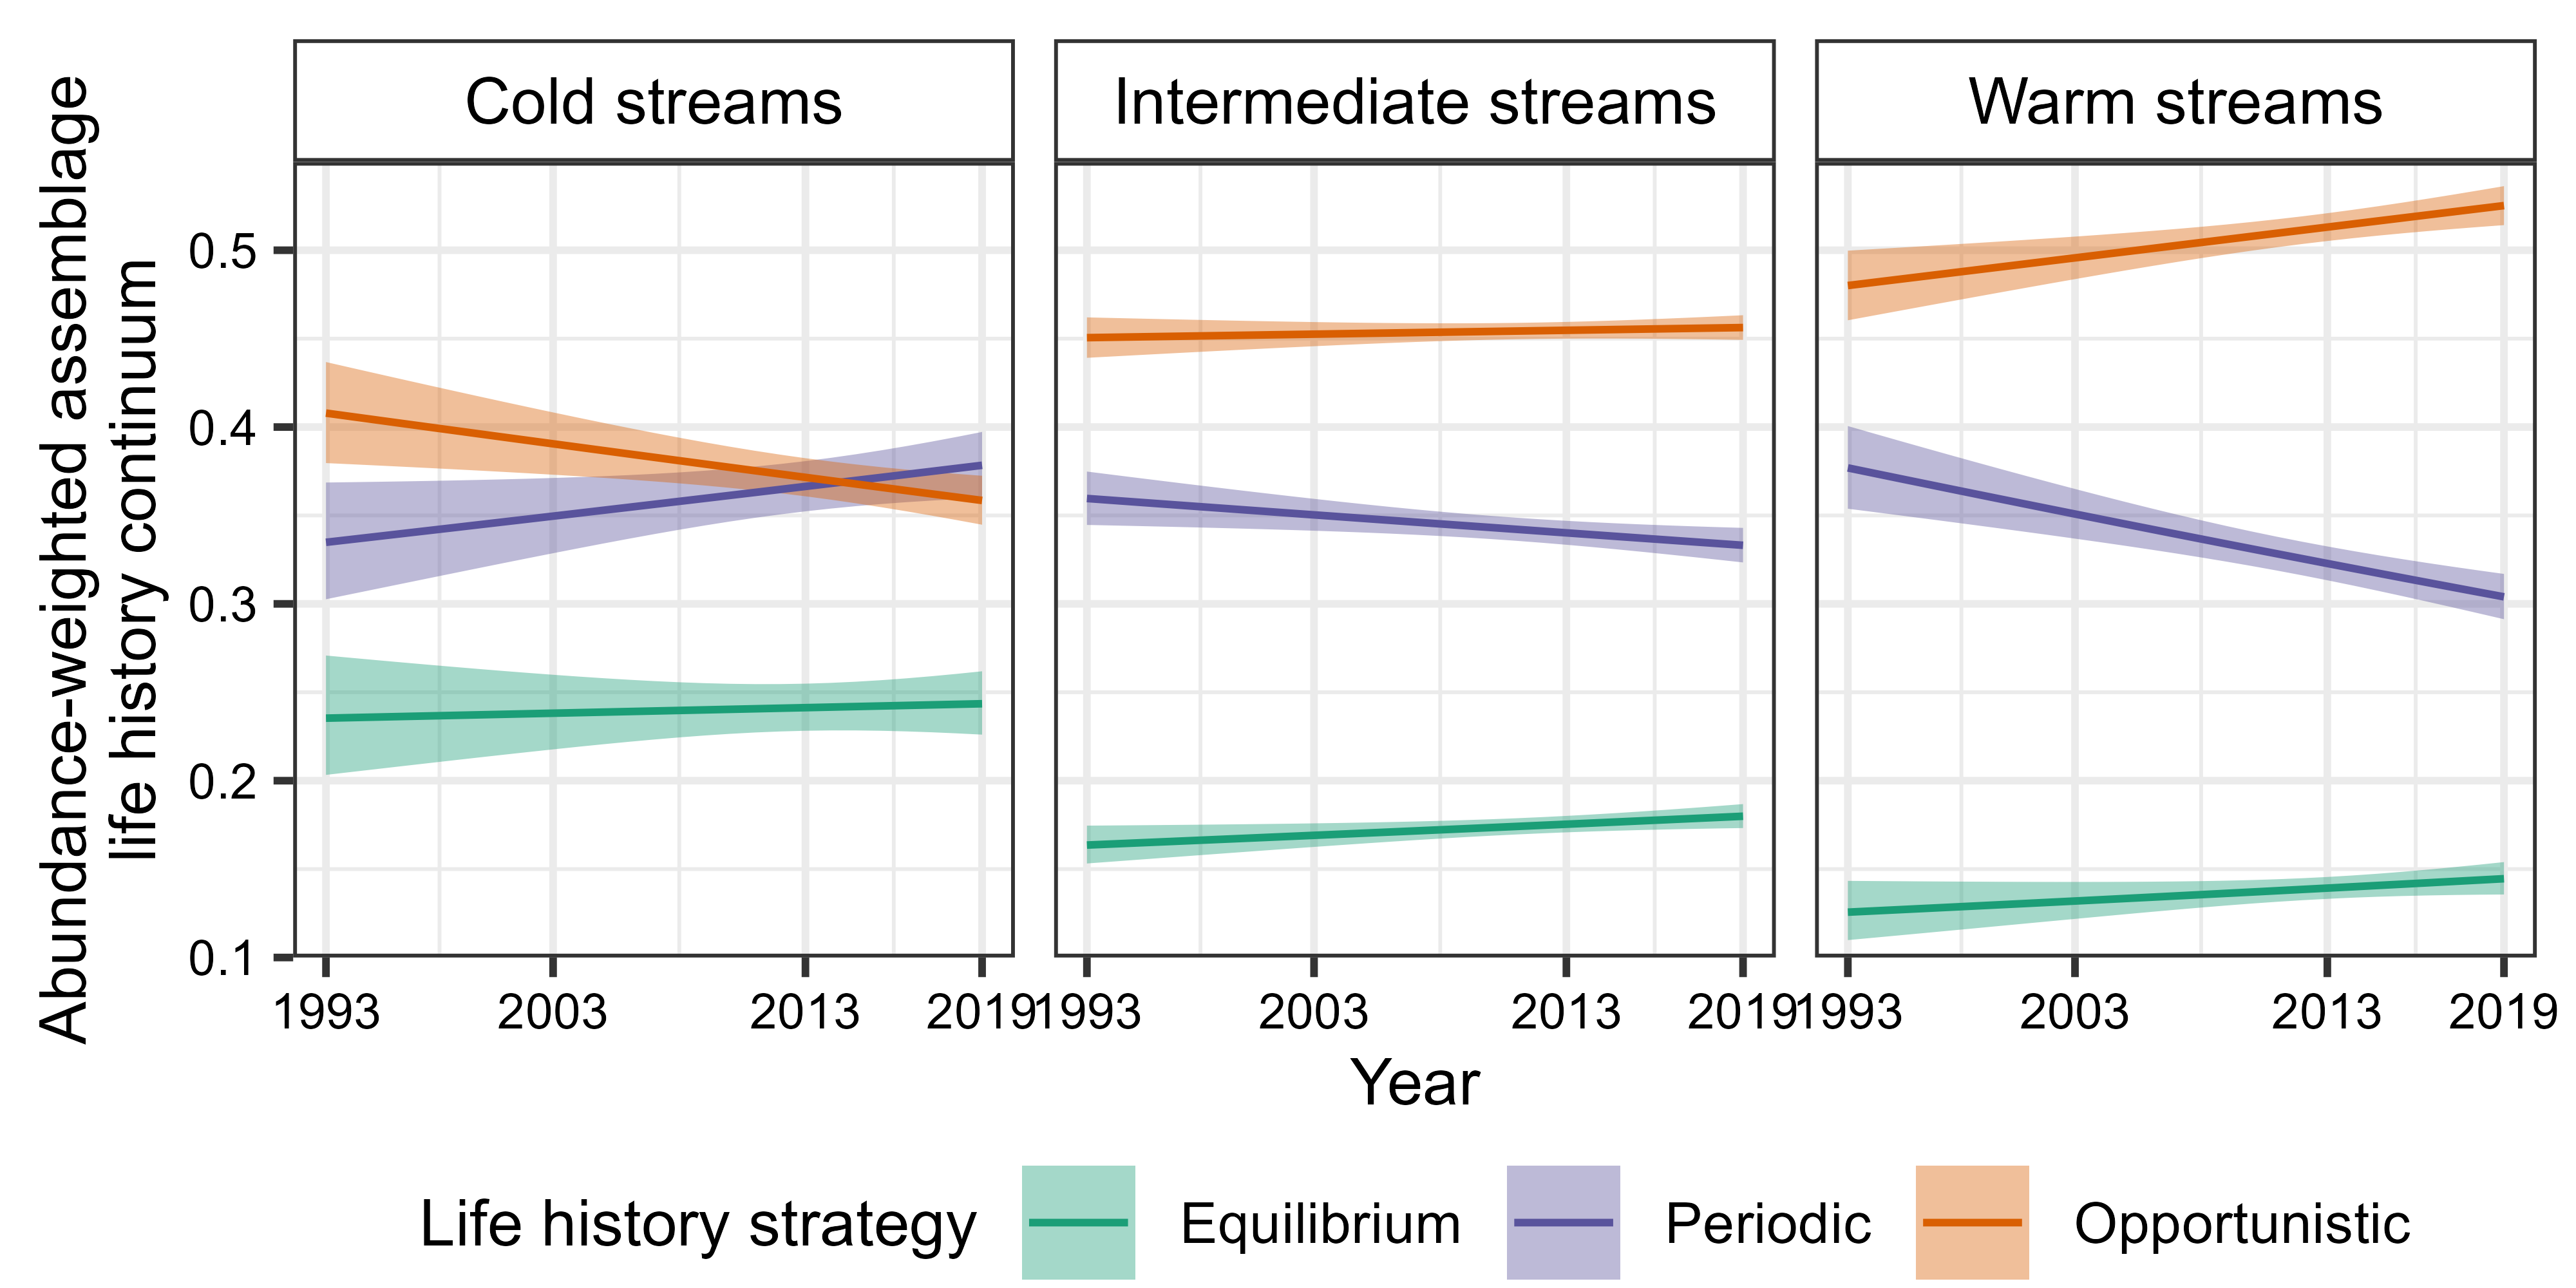 Cold streams
Intermediate streams
Warm streams
Abundance-weighted assemblage
life history continuum
0.5
0.4
0.3
0.2
0.1
1993 2003 2013 2019
1993 2003 2013 2019
1993 2003 2013 2019
Year
Life history strategy Equilibrium Periodic Opportunistic